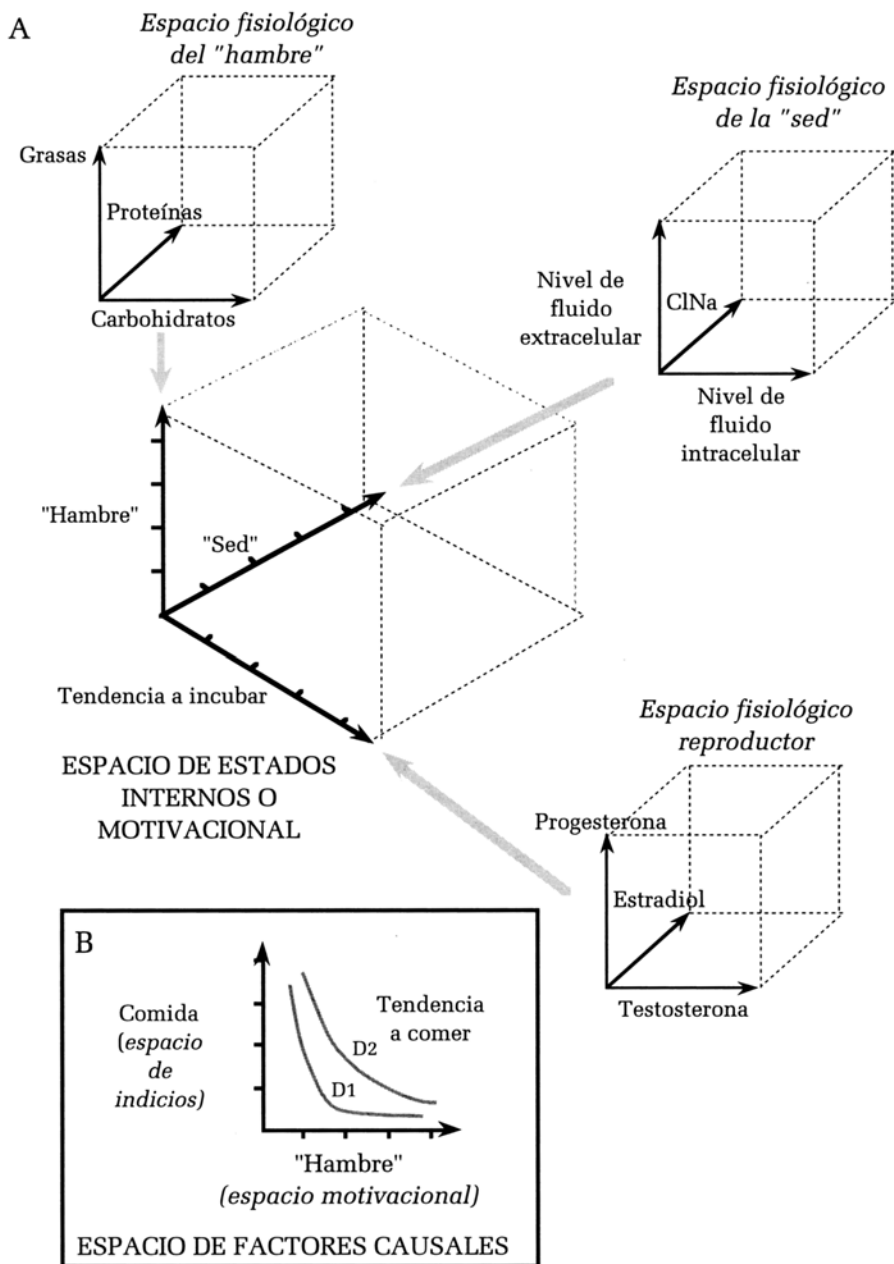 A
Espacio fisiológico
del "hambre"
Grasas
Proteínas
Carbohidratos
Espacio fisiológico
de la "sed"
Nivel de
fluido
extracelular
ClNa
Nivel de
fluido
intracelular
"Hambre"
"Sed"
Tendencia a incubar
ESPACIO DE ESTADOS
INTERNOS O
MOTIVACIONAL
Espacio fisiológico
reproductor
Progesterona
Estradiol
Testosterona
B
Comida
(espacio
de
indicios)
Tendencia
a comer
D2
D1
"Hambre"
(espacio motivacional)
ESPACIO DE FACTORES CAUSALES